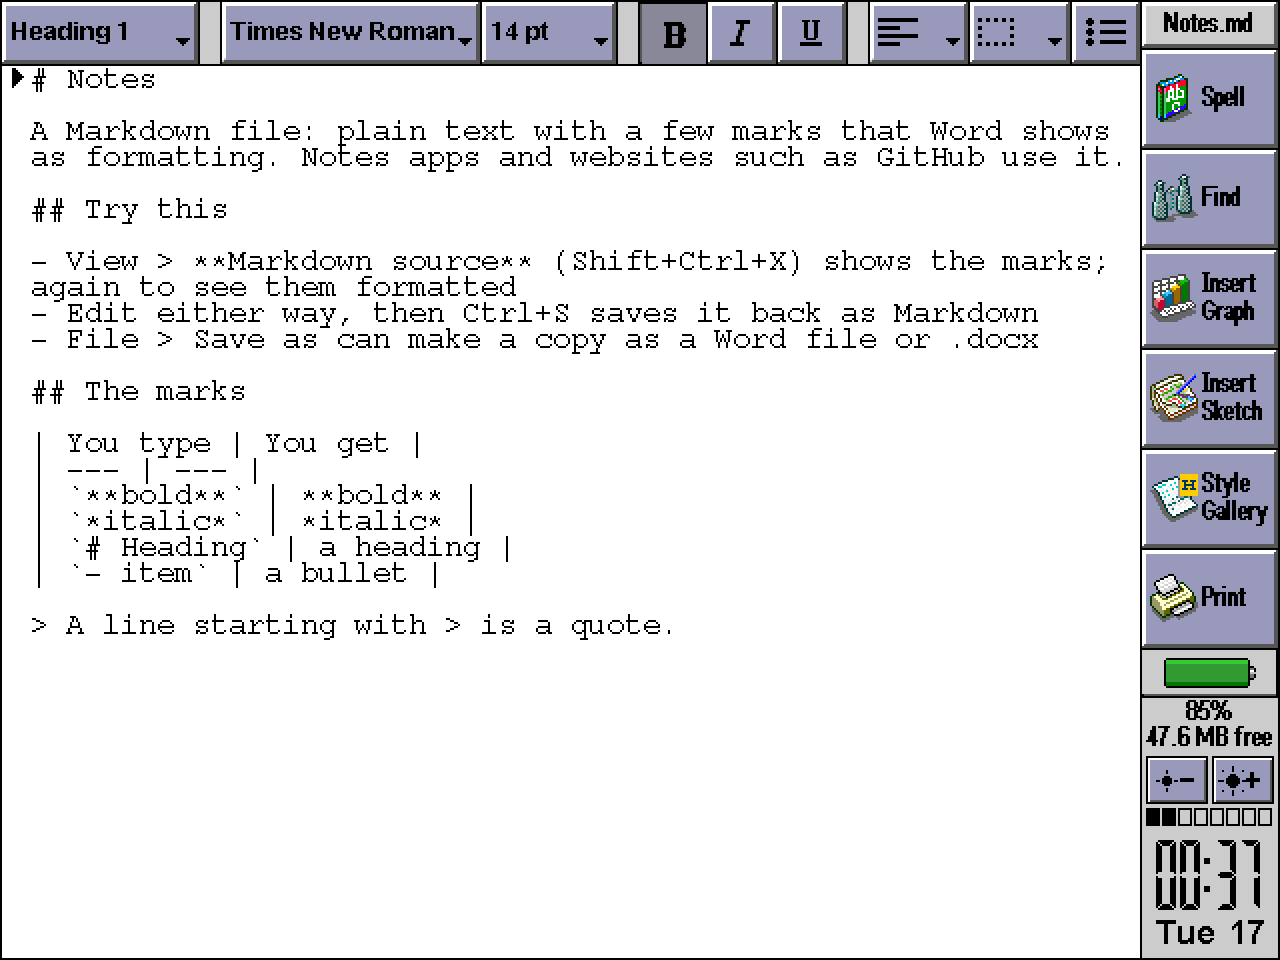 Heading 1
Times New Roman
14 pt
B
I
U
Notes.md
# Notes
A Markdown file: plain text with a few marks that Word shows
as formatting. Notes apps and websites such as GitHub use it.
## Try this
- View > **Markdown source** (Shift+Ctrl+X) shows the marks;
again to see them formatted
- Edit either way, then Ctrl+S saves it back as Markdown
- File > Save as can make a copy as a Word file or .docx
## The marks
| You type | You get |
| --- | --- |
| `**bold**` | **bold** |
| `*italic*` | *italic* |
| `# Heading` | a heading |
| `- item` | a bullet |
> A line starting with > is a quote.
Spell
Find
Insert
Graph
Insert
Sketch
Style
Gallery
Print
85%
47.6 MB free
00:37
Tue 17